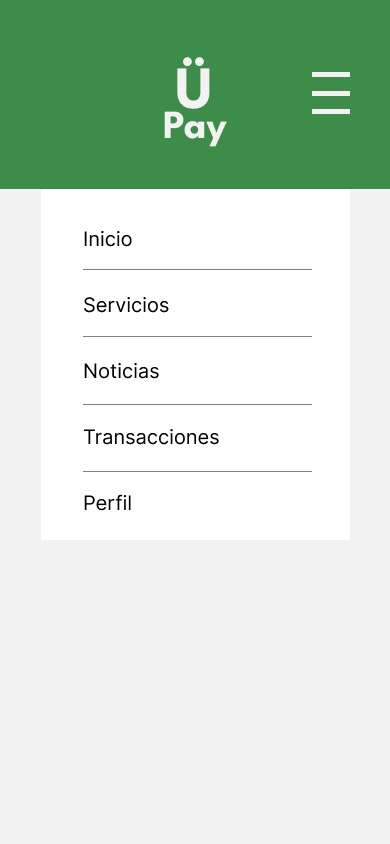 Ü
Pay
Inicio
Servicios
Noticias
Transacciones
Perfil